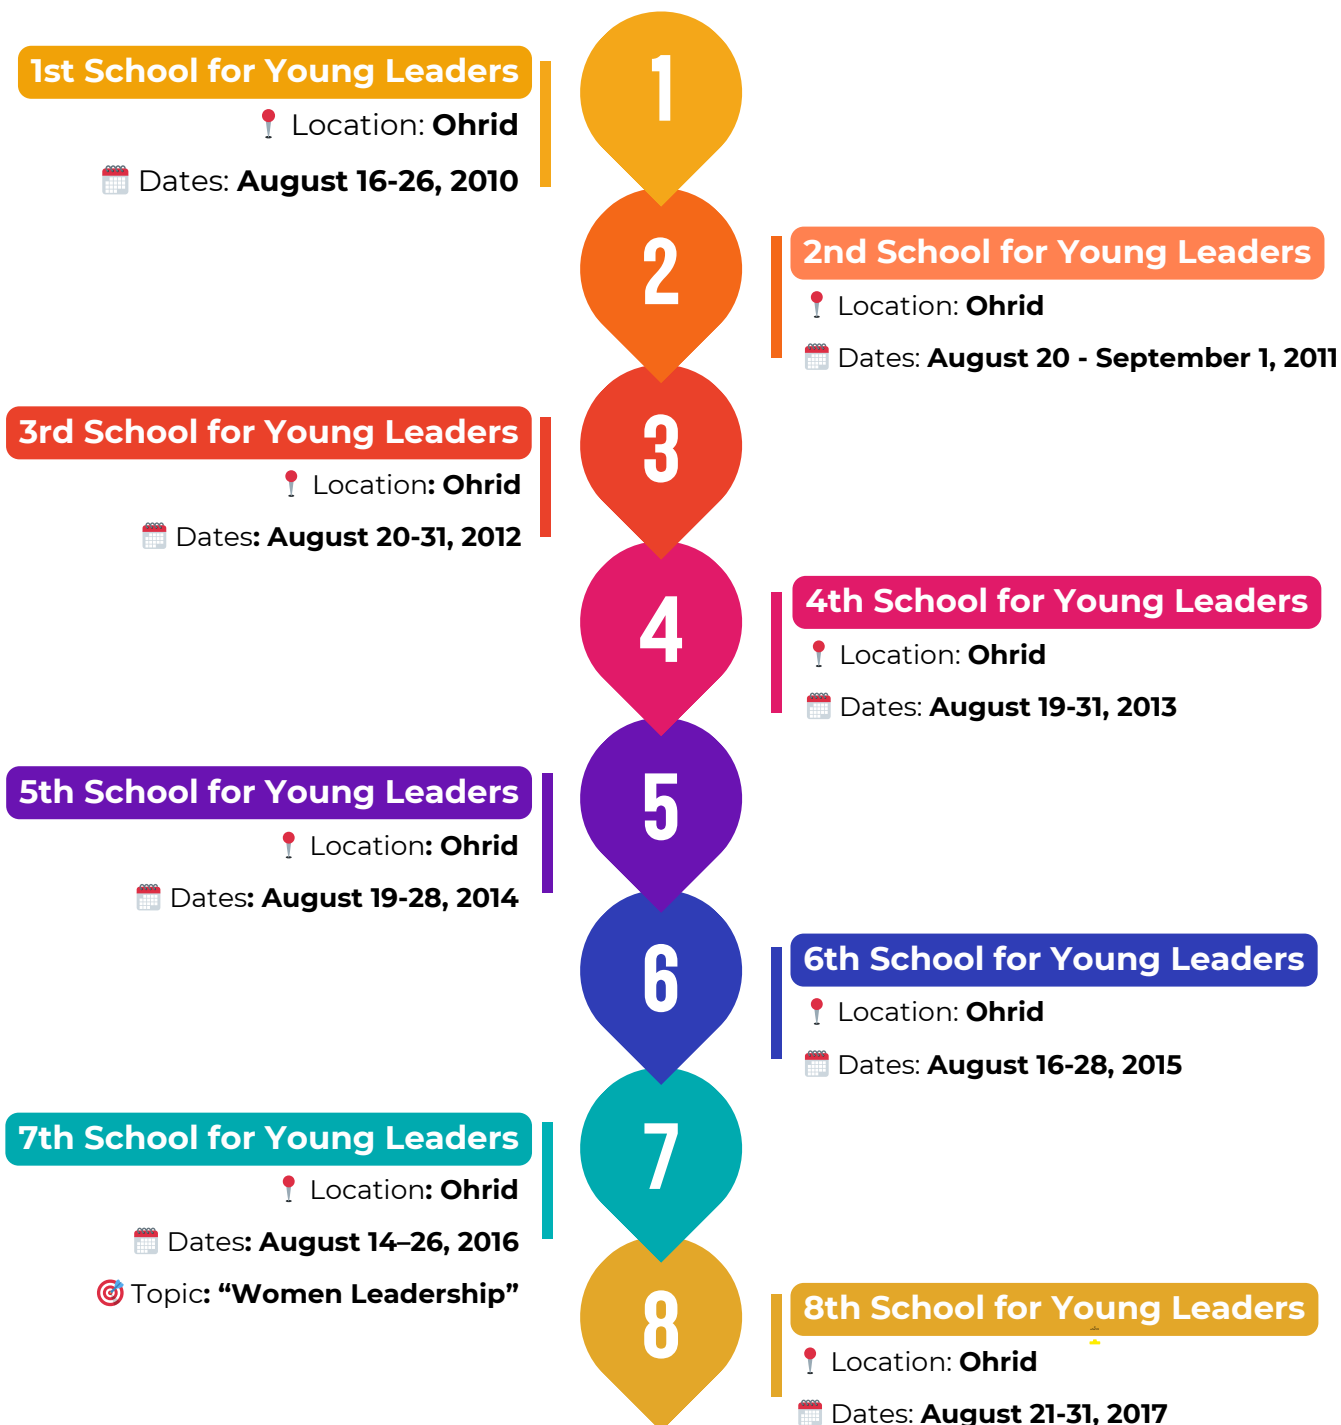 1st School for Young Leaders
Location: Ohrid
Dates: August 16-26, 2010
1
2
2nd School for Young Leaders
Location: Ohrid
Dates: August 20 - September 1, 2011
3rd School for Young Leaders
Location: Ohrid
Dates: August 20-31, 2012
3
4
4th School for Young Leaders
Location: Ohrid
Dates: August 19-31, 2013
5th School for Young Leaders
Location: Ohrid
Dates: August 19-28, 2014
5
6
6th School for Young Leaders
Location: Ohrid
Dates: August 16-28, 2015
7th School for Young Leaders
Location: Ohrid
Dates: August 14–26, 2016
Topic: “Women Leadership”
7
8
8th School for Young Leaders
Location: Ohrid
Dates: August 21-31, 2017